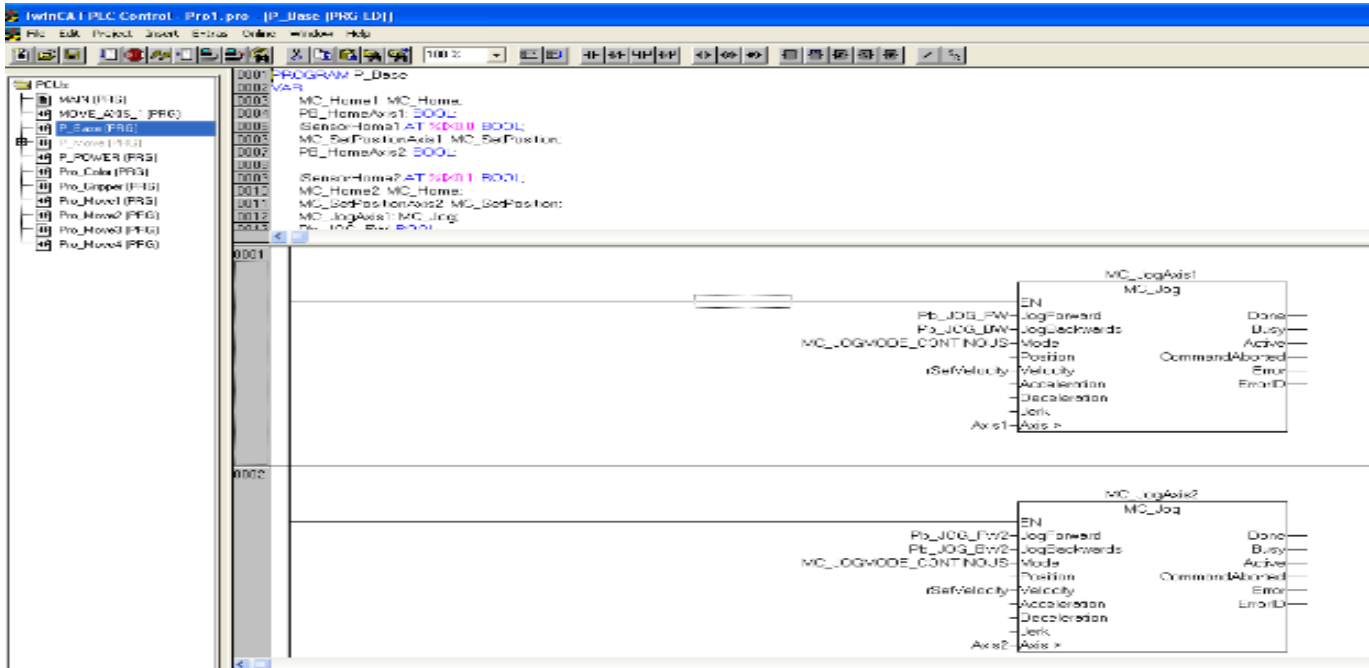 TwinCAT PLC Control - Pro1.pro - [P_Base (PRG-LD)]
File Edit Project Insert Extras Online Window Help
100 %
POUs
MAIN (PRG)
MOVE_AXIS_1 (PRG)
P_Base (PRG)
P_Move (PRG)
P_POWER (PRG)
Pro_Color (PRG)
Pro_Gripper (PRG)
Pro_Move1 (PRG)
Pro_Move2 (PRG)
Pro_Move3 (PRG)
Pro_Move4 (PRG)
0001 PROGRAM P_Base
0002 VAR
0003 MC_Home1: MC_Home;
0004 PB_HomeAxis1: BOOL;
0005 iSensorHome1 AT %IX0.0: BOOL;
0006 MC_SetPositionAxis1: MC_SetPosition;
0007 PB_HomeAxis2: BOOL;
0008
0009 iSensorHome2 AT %IX0.1: BOOL;
0010 MC_Home2: MC_Home;
0011 MC_SetPositionAxis2: MC_SetPosition;
0012 MC_JogAxis1: MC_Jog;
0013 Pb_JOG_FW: BOOL;
0001
MC_JogAxis1
MC_Jog
EN
Pb_JOG_FW JogForward Done
Pb_JOG_BW JogBackwards Busy
MC_JOGMODE_CONTINOUS Mode Active
Position CommandAborted
rSetVelocity Velocity Error
Acceleration ErrorID
Deceleration
Jerk
Axis1 Axis >
0002
MC_JogAxis2
MC_Jog
EN
Pb_JOG_FW2 JogForward Done
Pb_JOG_BW2 JogBackwards Busy
MC_JOGMODE_CONTINOUS Mode Active
Position CommandAborted
rSetVelocity Velocity Error
Acceleration ErrorID
Deceleration
Jerk
Axis2 Axis >